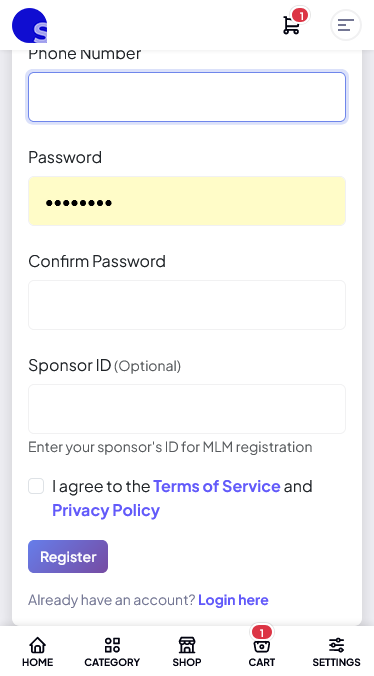 S
1
Phone Number
Password
••••••••
Confirm Password
Sponsor ID (Optional)
Enter your sponsor's ID for MLM registration
I agree to the Terms of Service and
Privacy Policy
Register
Already have an account? Login here
1
HOME CATEGORY SHOP CART SETTINGS